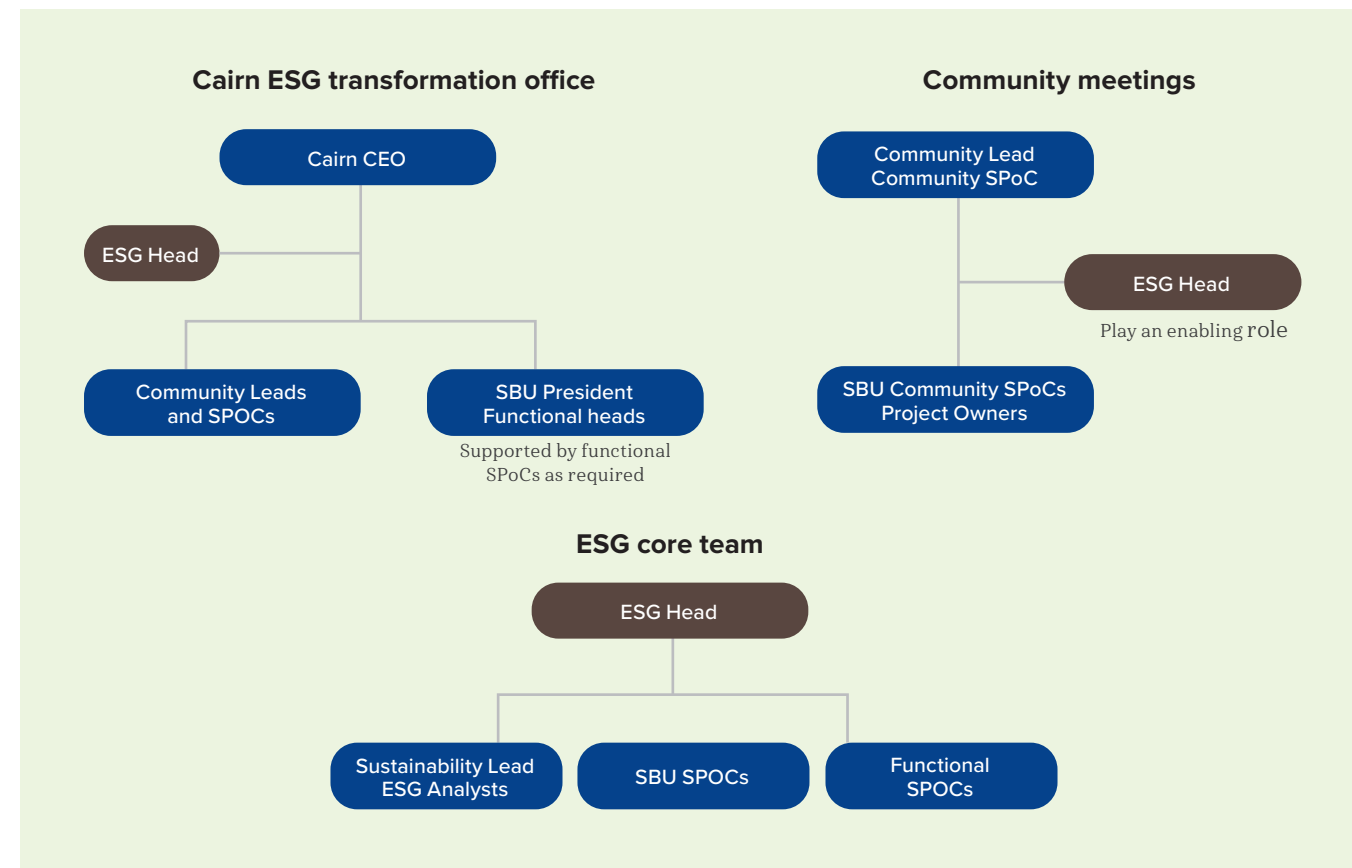 Cairn ESG transformation office
Cairn CEO
ESG Head
Community Leads
and SPOCs
SBU President
Functional heads
Supported by functional
SPoCs as required
Community meetings
Community Lead
Community SPoC
ESG Head
Play an enabling role
SBU Community SPoCs
Project Owners
ESG core team
ESG Head
Sustainability Lead
ESG Analysts
SBU SPOCs
Functional
SPOCs